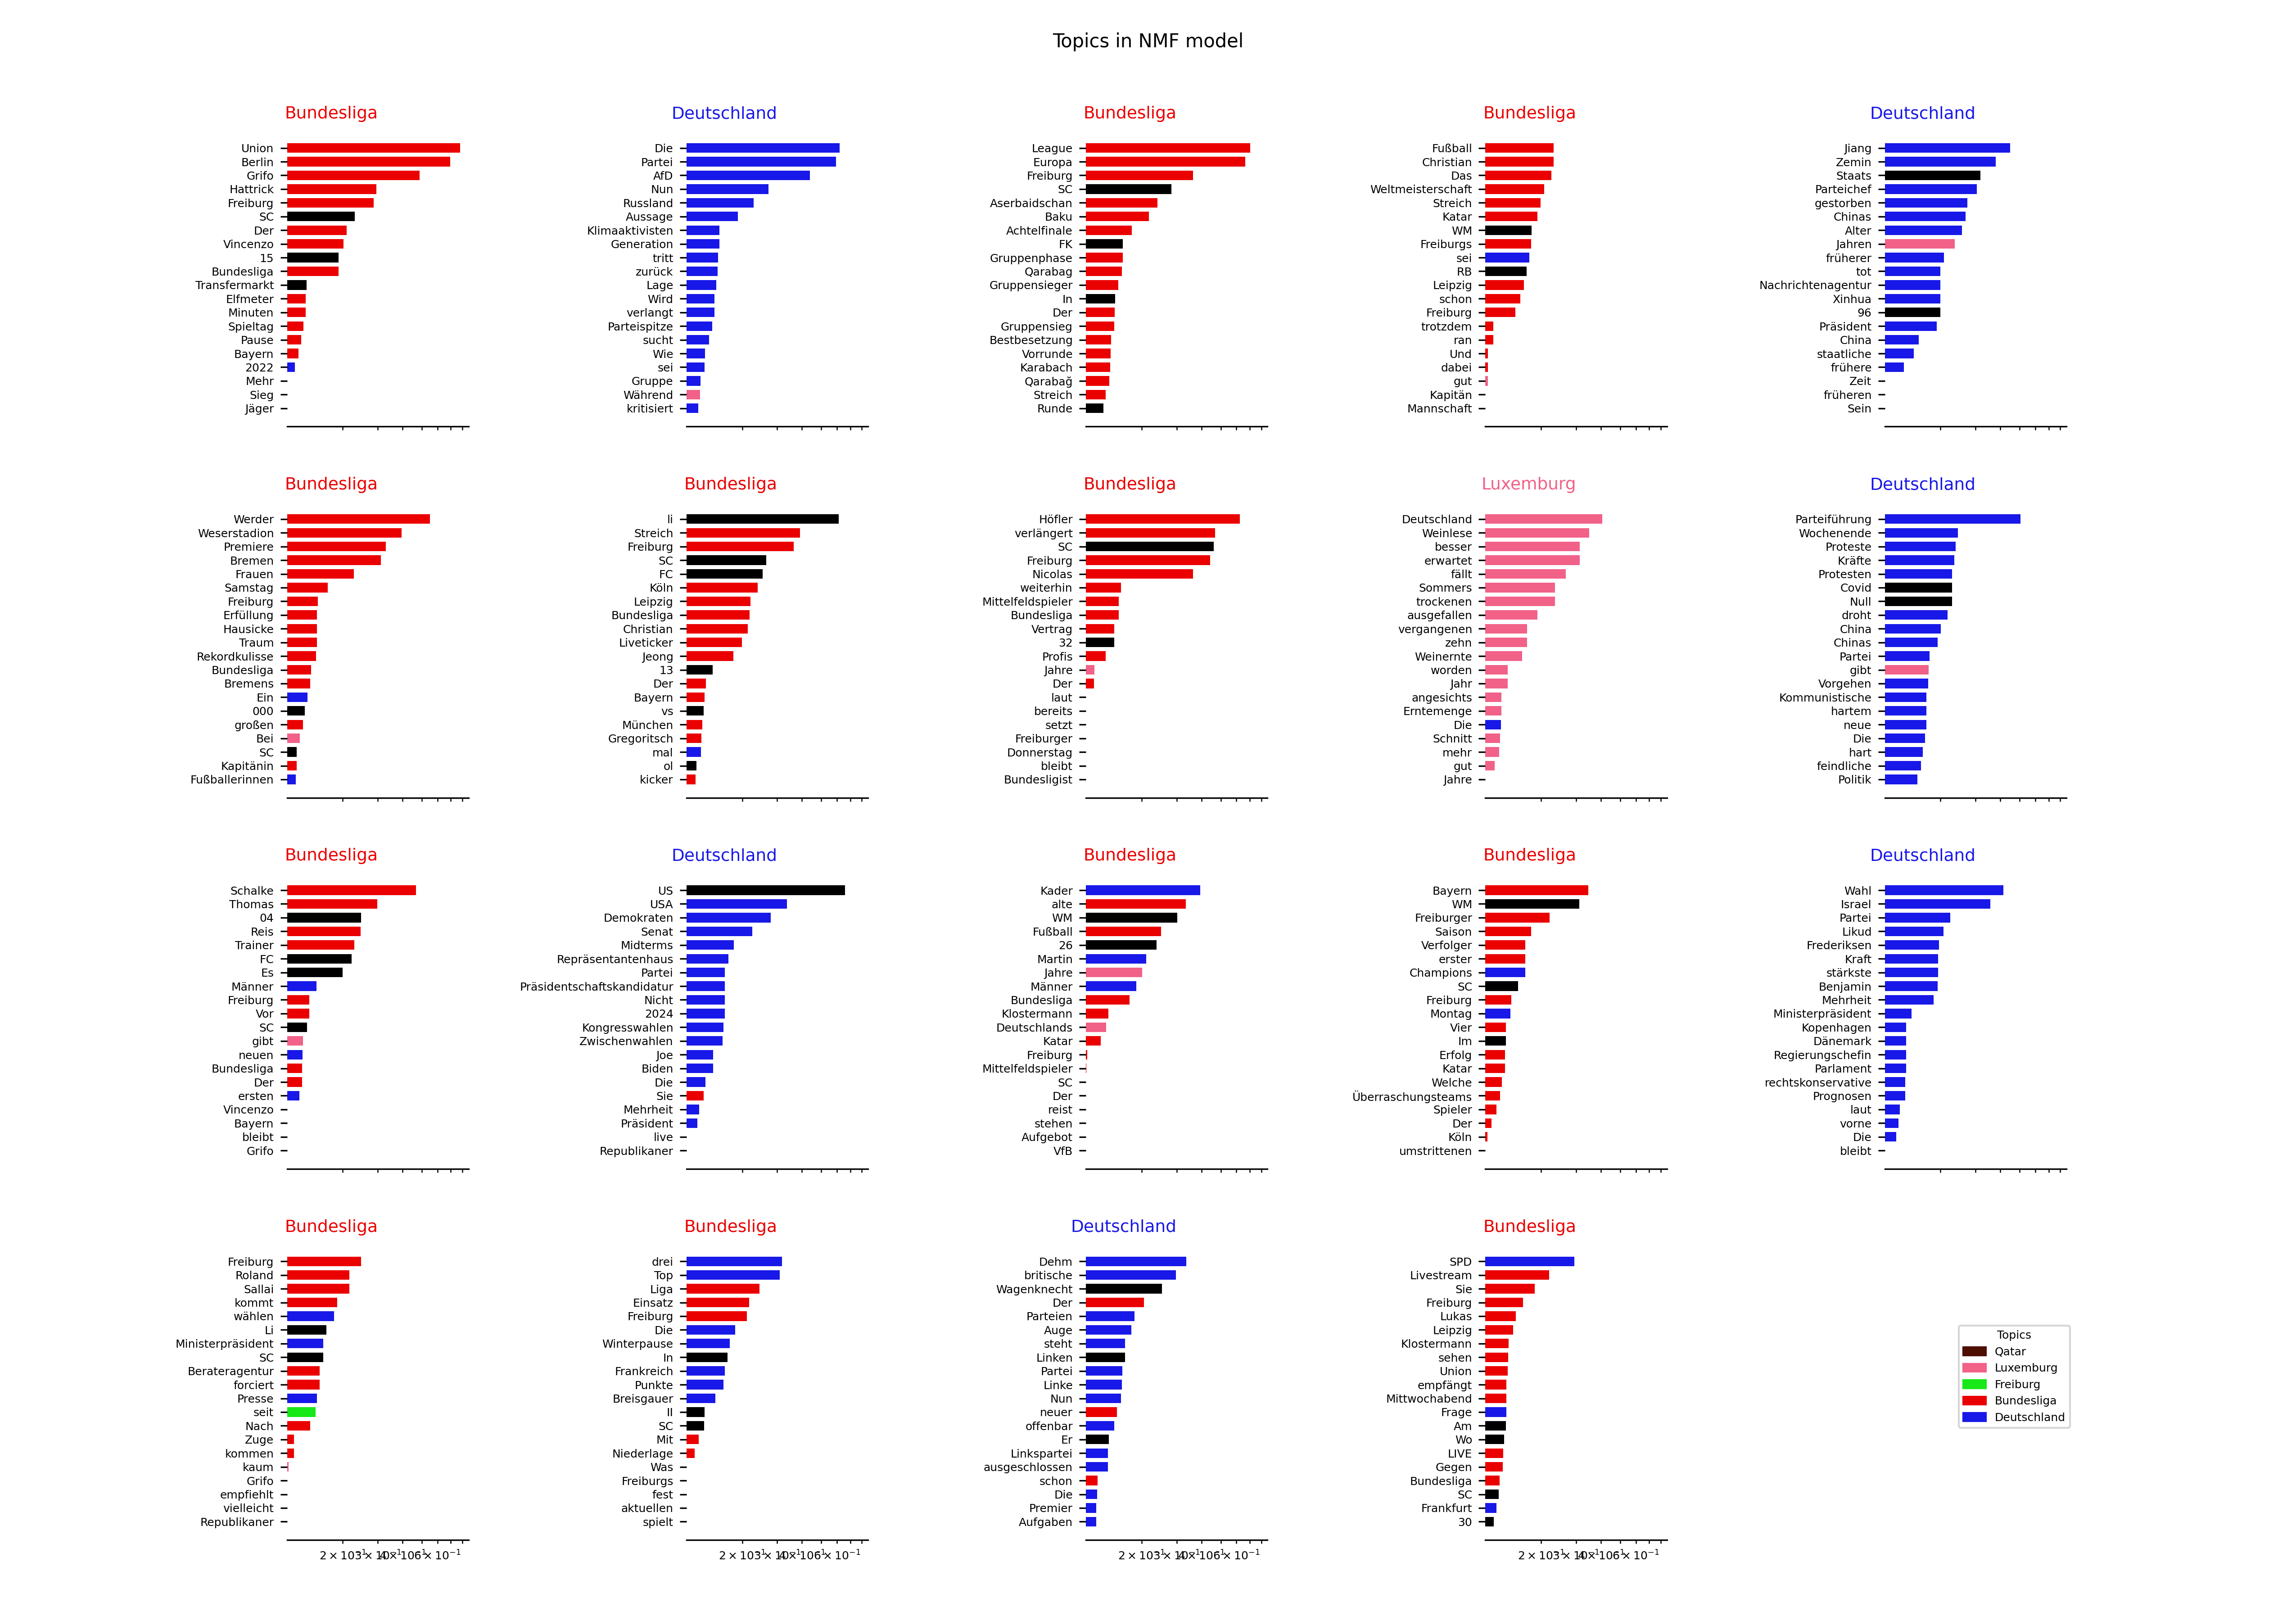 Topics in NMF model
Bundesliga
Union
Berlin
Grifo
Hattrick
Freiburg
SC
Der
Vincenzo
15
Bundesliga
Transfermarkt
Elfmeter
Minuten
Spieltag
Pause
Bayern
2022
Mehr
Sieg
Jäger
Deutschland
Die
Partei
AfD
Nun
Russland
Aussage
Klimaaktivisten
Generation
tritt
zurück
Lage
Wird
verlangt
Parteispitze
sucht
Wie
sei
Gruppe
Während
kritisiert
Bundesliga
League
Europa
Freiburg
SC
Aserbaidschan
Baku
Achtelfinale
FK
Gruppenphase
Qarabag
Gruppensieger
In
Der
Gruppensieg
Bestbesetzung
Vorrunde
Karabach
Qarabağ
Streich
Runde
Bundesliga
Fußball
Christian
Das
Weltmeisterschaft
Streich
Katar
WM
Freiburgs
sei
RB
Leipzig
schon
Freiburg
trotzdem
ran
Und
dabei
gut
Kapitän
Mannschaft
Deutschland
Jiang
Zemin
Staats
Parteichef
gestorben
Chinas
Alter
Jahren
früherer
tot
Nachrichtenagentur
Xinhua
96
Präsident
China
staatliche
frühere
Zeit
früheren
Sein
Bundesliga
Werder
Weserstadion
Premiere
Bremen
Frauen
Samstag
Freiburg
Erfüllung
Hausicke
Traum
Rekordkulisse
Bundesliga
Bremens
Ein
000
großen
Bei
SC
Kapitänin
Fußballerinnen
Bundesliga
li
Streich
Freiburg
SC
FC
Köln
Leipzig
Bundesliga
Christian
Liveticker
Jeong
13
Der
Bayern
vs
München
Gregoritsch
mal
ol
kicker
Bundesliga
Höfler
verlängert
SC
Freiburg
Nicolas
weiterhin
Mittelfeldspieler
Bundesliga
Vertrag
32
Profis
Jahre
Der
laut
bereits
setzt
Freiburger
Donnerstag
bleibt
Bundesligist
Luxemburg
Deutschland
Weinlese
besser
erwartet
fällt
Sommers
trockenen
ausgefallen
vergangenen
zehn
Weinernte
worden
Jahr
angesichts
Erntemenge
Die
Schnitt
mehr
gut
Jahre
Deutschland
Parteiführung
Wochenende
Proteste
Kräfte
Protesten
Covid
Null
droht
China
Chinas
Partei
gibt
Vorgehen
Kommunistische
hartem
neue
Die
hart
feindliche
Politik
Bundesliga
Schalke
Thomas
04
Reis
Trainer
FC
Es
Männer
Freiburg
Vor
SC
gibt
neuen
Bundesliga
Der
ersten
Vincenzo
Bayern
bleibt
Grifo
Deutschland
US
USA
Demokraten
Senat
Midterms
Repräsentantenhaus
Partei
Präsidentschaftskandidatur
Nicht
2024
Kongresswahlen
Zwischenwahlen
Joe
Biden
Die
Sie
Mehrheit
Präsident
live
Republikaner
Bundesliga
Kader
alte
WM
Fußball
26
Martin
Jahre
Männer
Bundesliga
Klostermann
Deutschlands
Katar
Freiburg
Mittelfeldspieler
SC
Der
reist
stehen
Aufgebot
VfB
Bundesliga
Bayern
WM
Freiburger
Saison
Verfolger
erster
Champions
SC
Freiburg
Montag
Vier
Im
Erfolg
Katar
Welche
Überraschungsteams
Spieler
Der
Köln
umstrittenen
Deutschland
Wahl
Israel
Partei
Likud
Frederiksen
Kraft
stärkste
Benjamin
Mehrheit
Ministerpräsident
Kopenhagen
Dänemark
Regierungschefin
Parlament
rechtskonservative
Prognosen
laut
vorne
Die
bleibt
Bundesliga
Freiburg
Roland
Sallai
kommt
wählen
Li
Ministerpräsident
SC
Berateragentur
forciert
Presse
seit
Nach
Zuge
kommen
kaum
Grifo
empfiehlt
vielleicht
Republikaner
Bundesliga
drei
Top
Liga
Einsatz
Freiburg
Die
Winterpause
In
Frankreich
Punkte
Breisgauer
II
SC
Mit
Niederlage
Was
Freiburgs
fest
aktuellen
spielt
Deutschland
Dehm
britische
Wagenknecht
Der
Parteien
Auge
steht
Linken
Partei
Linke
Nun
neuer
offenbar
Er
Linkspartei
ausgeschlossen
schon
Die
Premier
Aufgaben
Bundesliga
SPD
Livestream
Sie
Freiburg
Lukas
Leipzig
Klostermann
sehen
Union
empfängt
Mittwochabend
Frage
Am
Wo
LIVE
Gegen
Bundesliga
SC
Frankfurt
30
Topics
Qatar
Luxemburg
Freiburg
Bundesliga
Deutschland